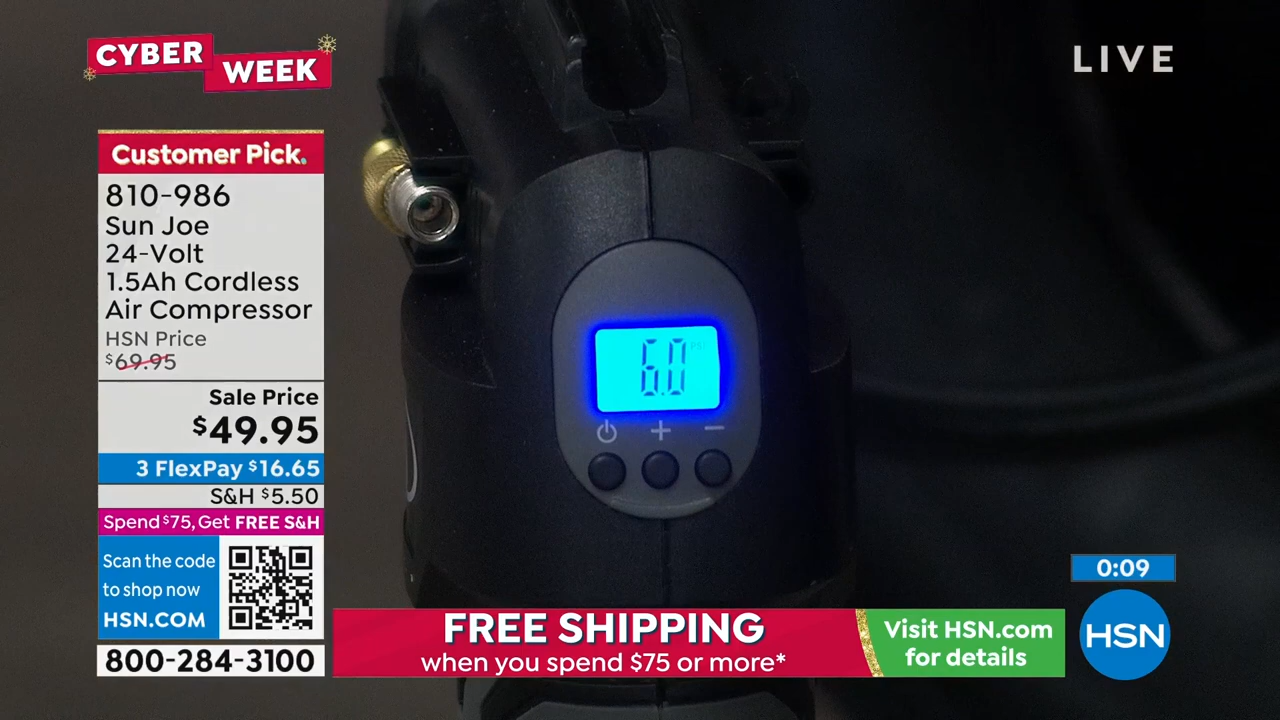 CYBER
WEEK
LIVE
Customer Pick.
810-986
Sun Joe
24-Volt
1.5Ah Cordless
Air Compressor
HSN Price
$69.95
Sale Price
$49.95
3 FlexPay $16.65
S&H $5.50
Spend $75, Get FREE S&H
Scan the code
to shop now
HSN.COM
800-284-3100
6.0 PSI
+ −
FREE SHIPPING
when you spend $75 or more*
Visit HSN.com
for details
0:09
HSN